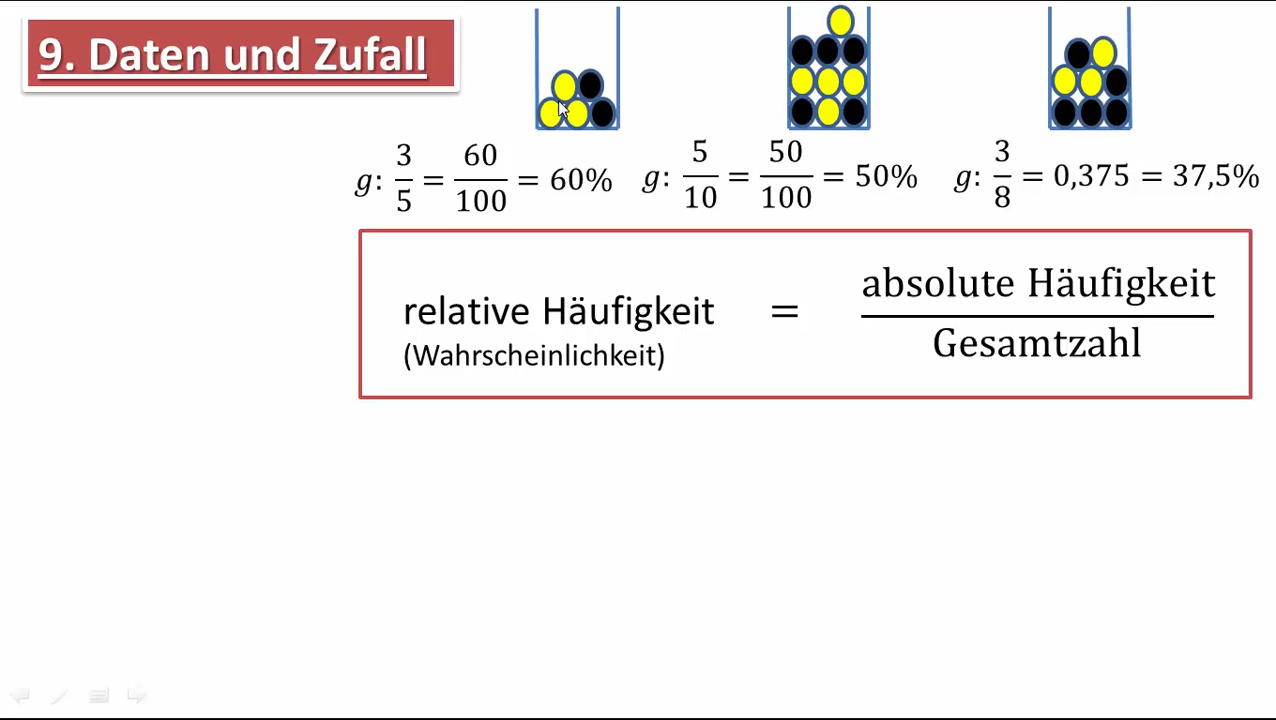 9. Daten und Zufall
g: 3/5 = 60/100 = 60%
g: 5/10 = 50/100 = 50%
g: 3/8 = 0,375 = 37,5%
relative Häufigkeit = absolute Häufigkeit / Gesamtzahl
(Wahrscheinlichkeit)